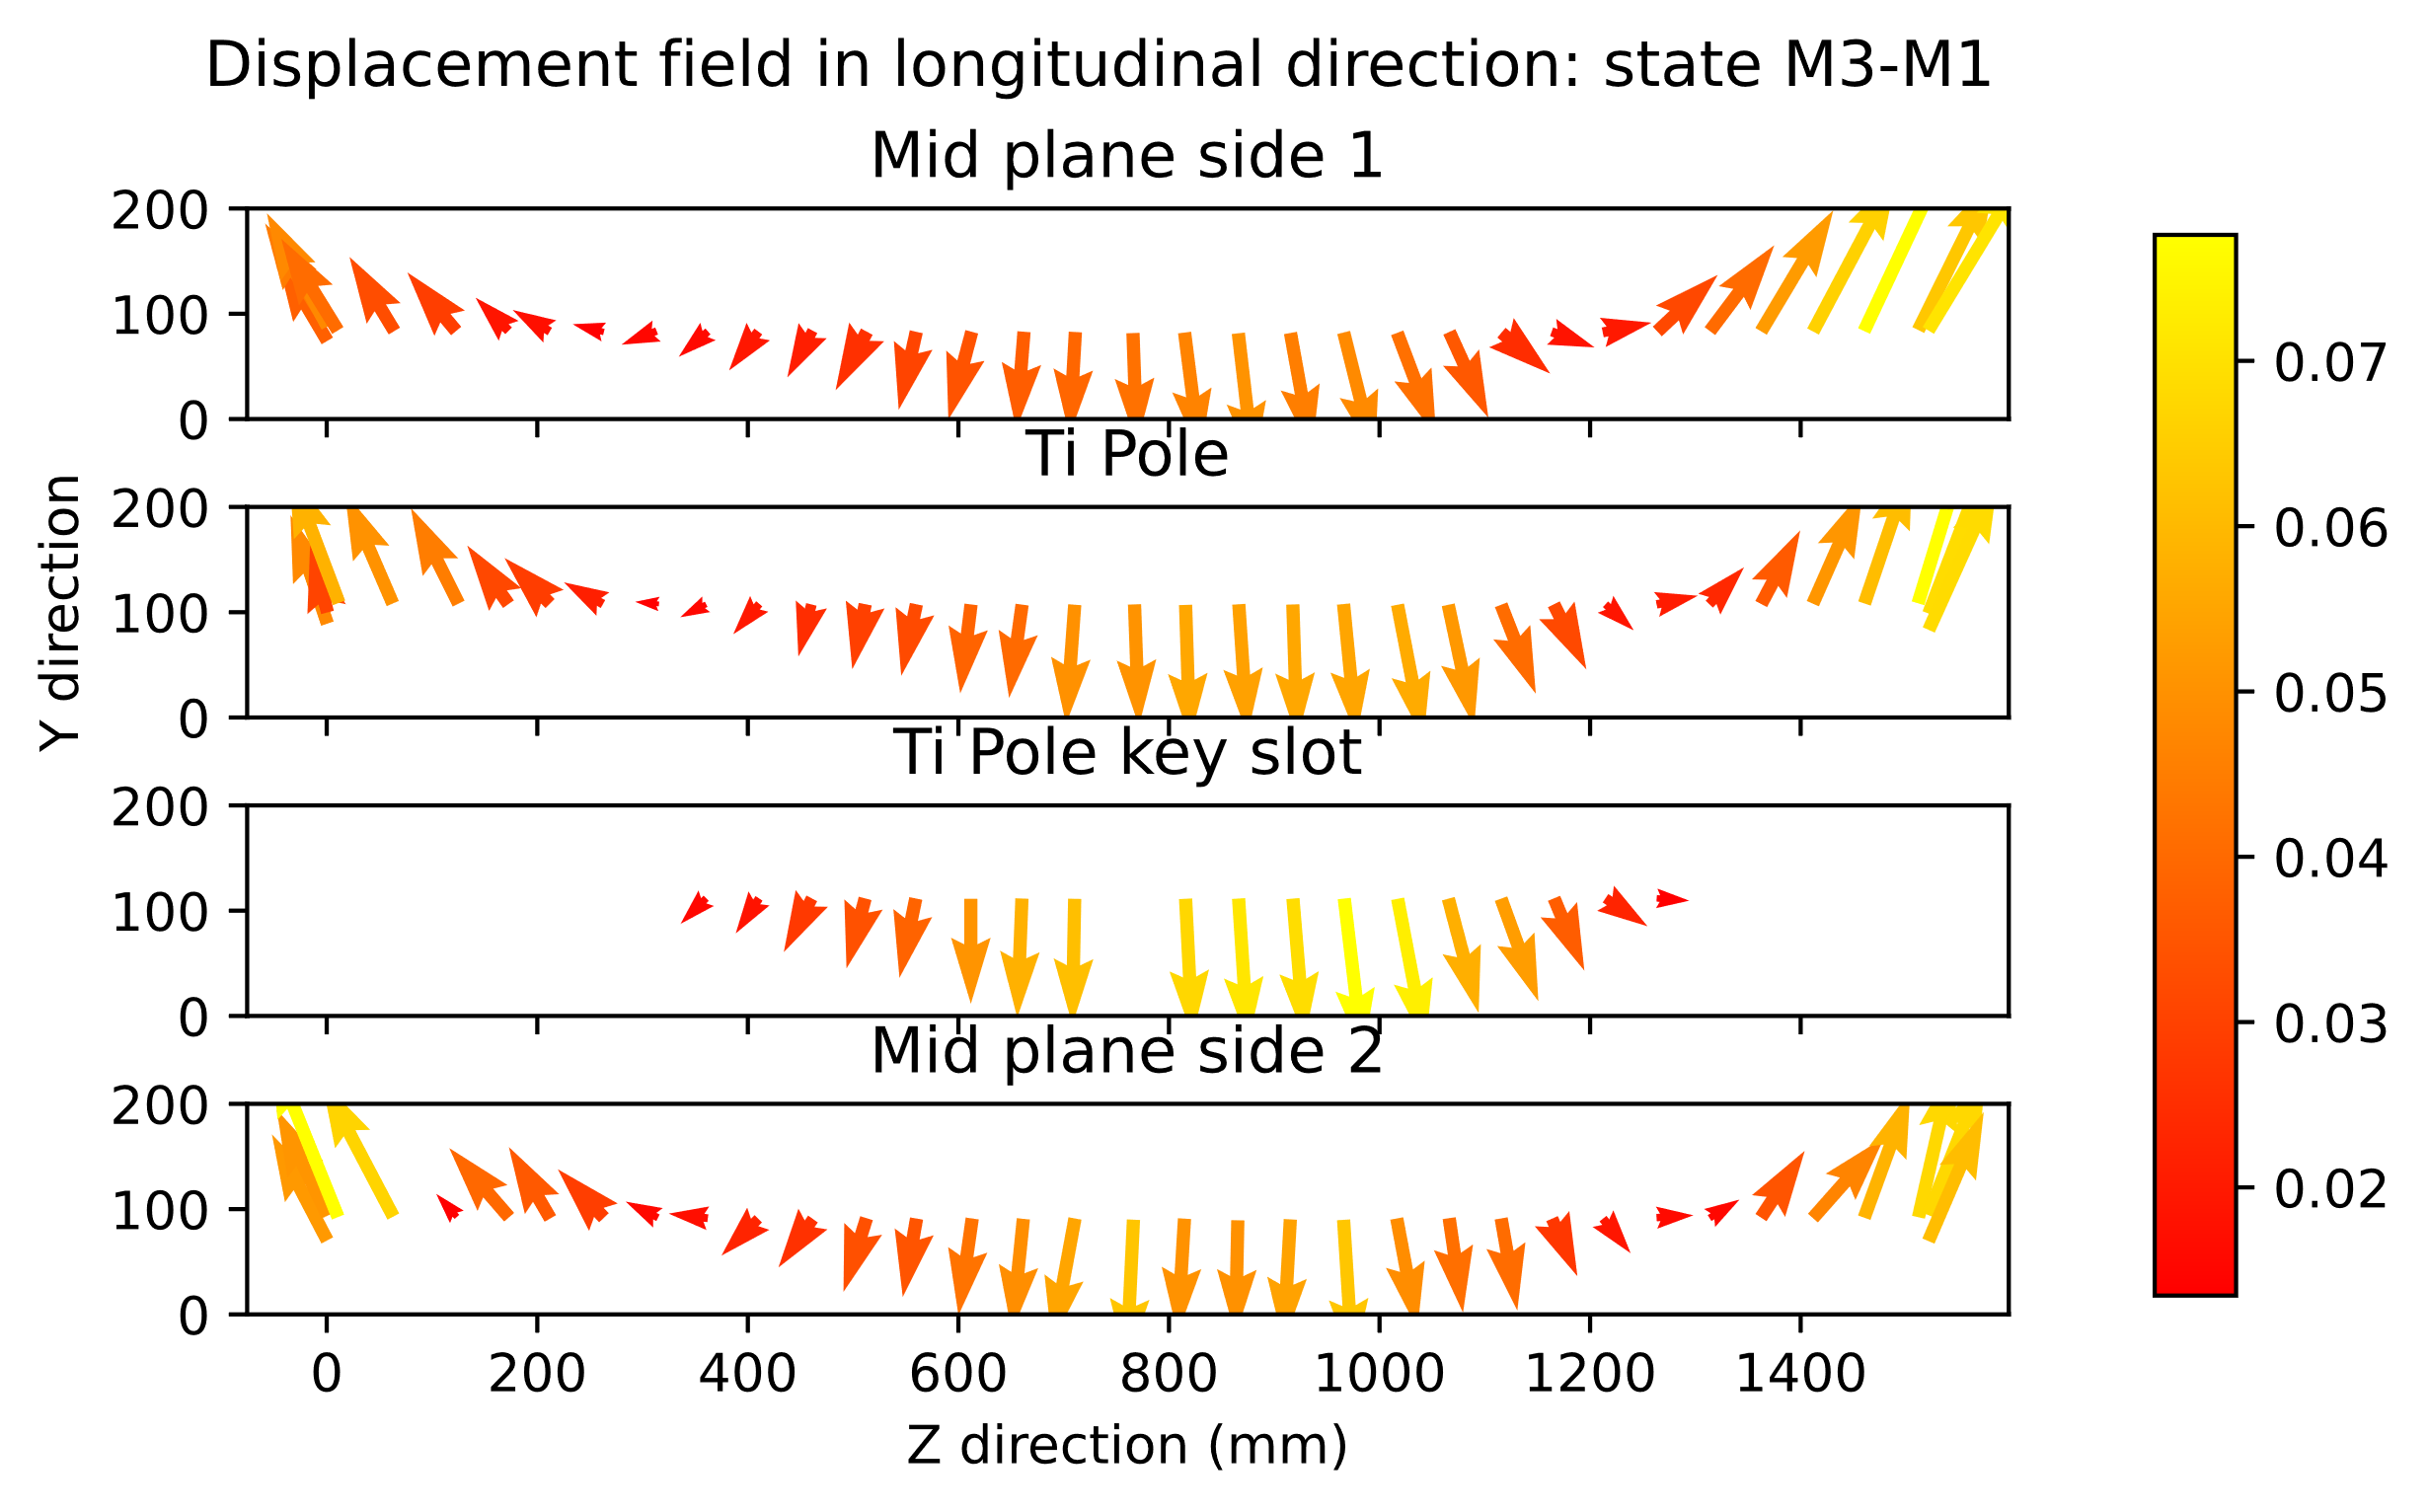 Displacement field in longitudinal direction: state M3-M1
Mid plane side 1
200
100
0
Ti Pole
200
100
0
Ti Pole key slot
200
100
0
Mid plane side 2
200
100
0
0 200 400 600 800 1000 1200 1400
Z direction (mm)
Y direction
0.07
0.06
0.05
0.04
0.03
0.02